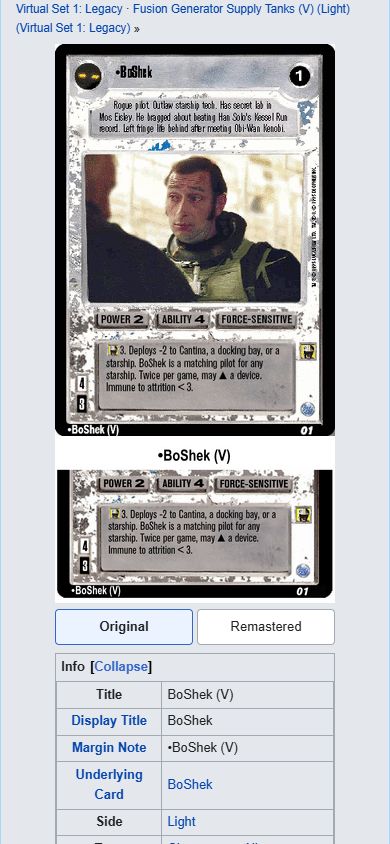 Virtual Set 1: Legacy · Fusion Generator Supply Tanks (V) (Light)
(Virtual Set 1: Legacy) »
•BoShek
1
Rogue pilot. Outlaw starship tech. Has secret lab in
Mos Eisley. He bragged about beating Han Solo's Kessel Run
record. Left fringe life behind after meeting Obi-Wan Kenobi.
POWER 2
ABILITY 4
FORCE-SENSITIVE
3. Deploys -2 to Cantina, a docking bay, or a
starship. BoShek is a matching pilot for any
starship. Twice per game, may ▲ a device.
Immune to attrition < 3.
4
3
•BoShek (V)
01
•BoShek (V)
POWER 2
ABILITY 4
FORCE-SENSITIVE
3. Deploys -2 to Cantina, a docking bay, or a
starship. BoShek is a matching pilot for any
starship. Twice per game, may ▲ a device.
Immune to attrition < 3.
4
3
•BoShek (V)
01
Original
Remastered
Info [Collapse]
Title
BoShek (V)
Display Title
BoShek
Margin Note
•BoShek (V)
Underlying
Card
BoShek
Side
Light